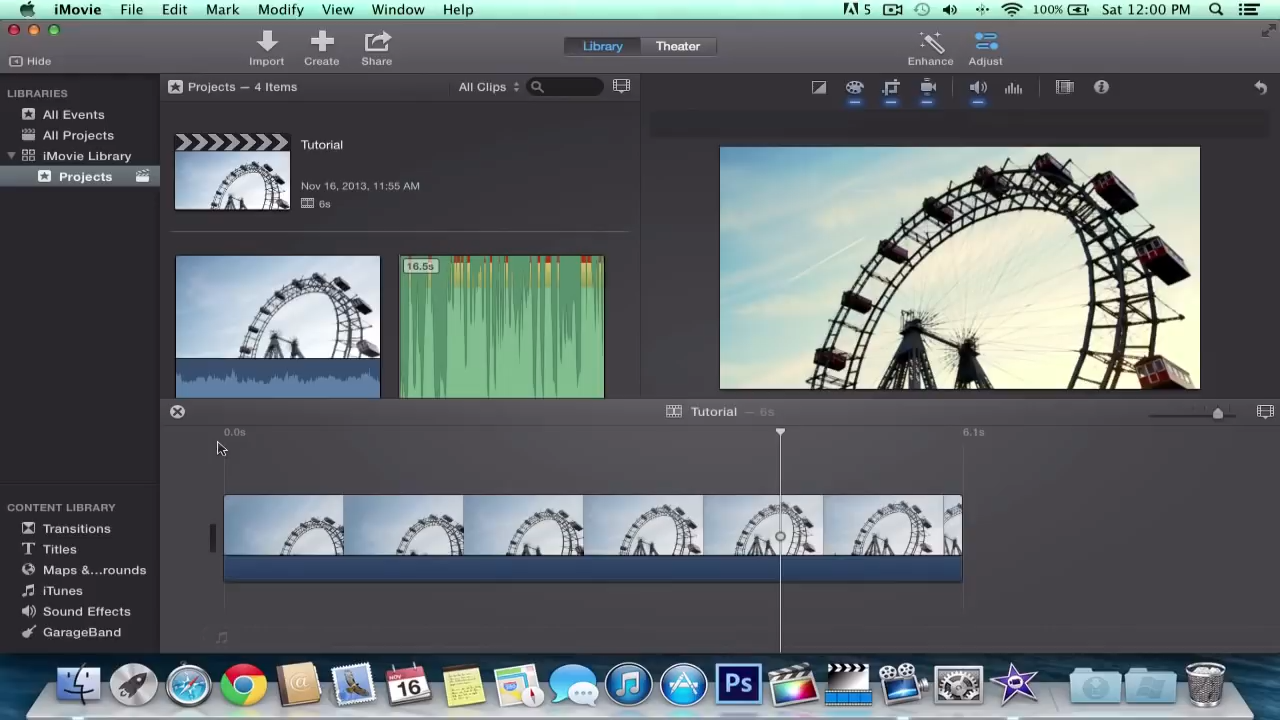 iMovie File Edit Mark Modify View Window Help 5 100% Sat 12:00 PM
Hide Import Create Share Library Theater Enhance Adjust
LIBRARIES
All Events
All Projects
iMovie Library
Projects
Projects — 4 Items All Clips
Tutorial
Nov 16, 2013, 11:55 AM
6s
16.5s
Tutorial — 6s
0.0s 6.1s
CONTENT LIBRARY
Transitions
Titles
Maps &...rounds
iTunes
Sound Effects
GarageBand
NOV
16
Ps